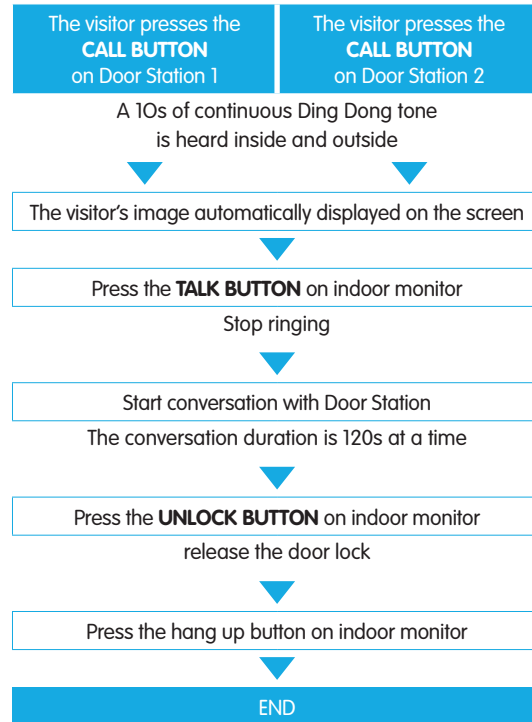 The visitor presses the
CALL BUTTON
on Door Station 1
The visitor presses the
CALL BUTTON
on Door Station 2
A 10s of continuous Ding Dong tone
is heard inside and outside
The visitor’s image automatically displayed on the screen
Press the TALK BUTTON on indoor monitor
Stop ringing
Start conversation with Door Station
The conversation duration is 120s at a time
Press the UNLOCK BUTTON on indoor monitor
release the door lock
Press the hang up button on indoor monitor
END